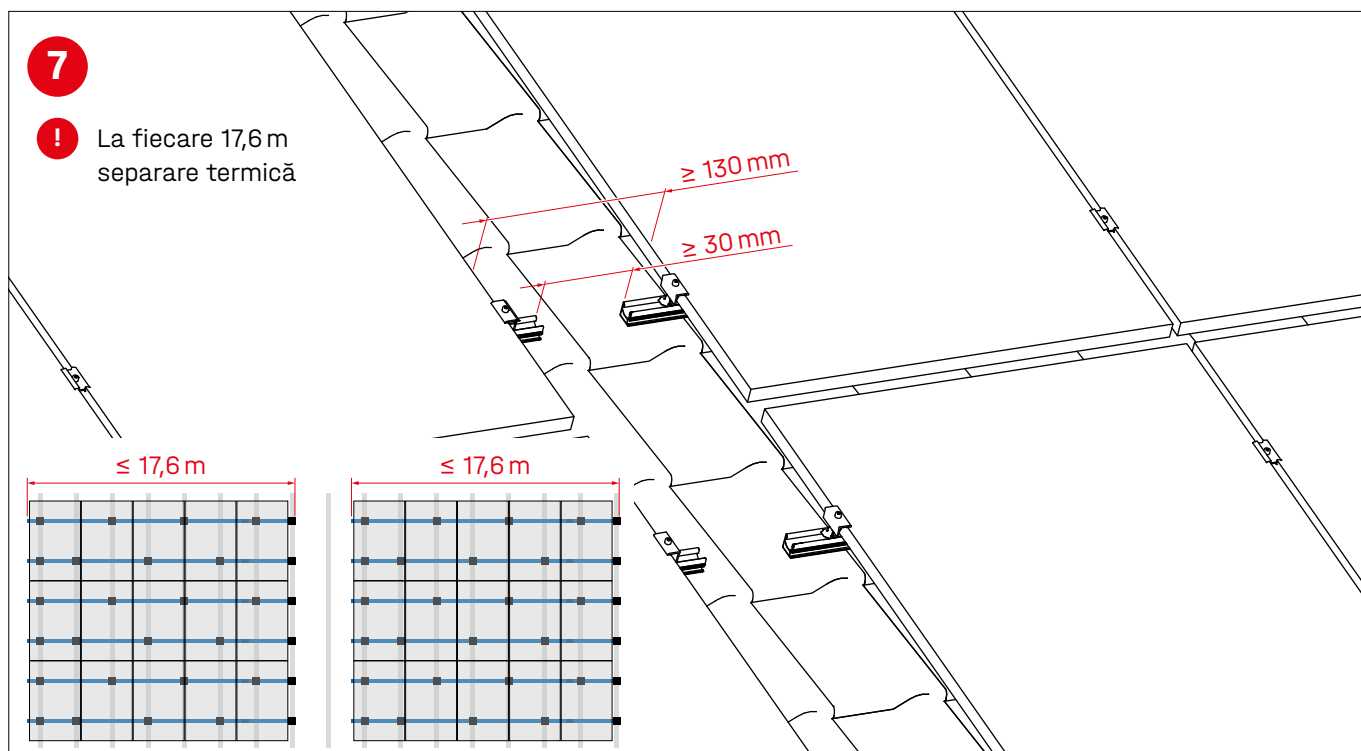 7
! La fiecare 17,6 m
separare termică
≥ 130 mm
≥ 30 mm
≤ 17,6 m
≤ 17,6 m